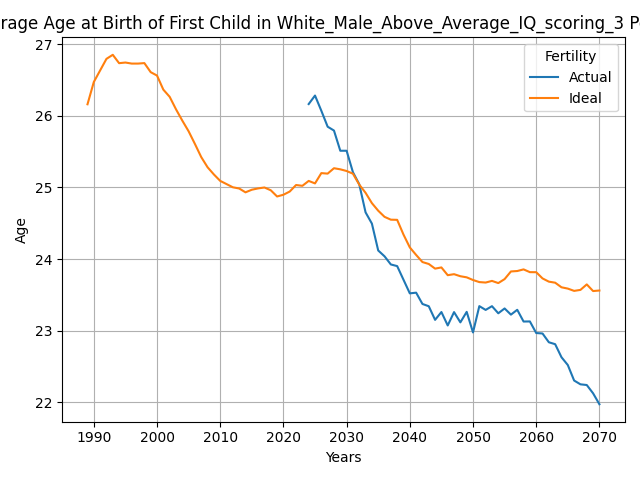 rage Age at Birth of First Child in White_Male_Above_Average_IQ_scoring_3 P
27
26
25
24
23
22
Age
Fertility
Actual
Ideal
1990 2000 2010 2020 2030 2040 2050 2060 2070
Years